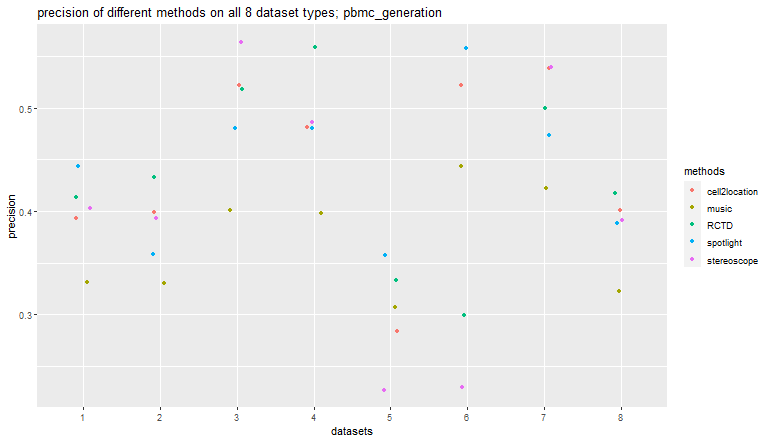 precision of different methods on all 8 dataset types; pbmc_generation
precision
0.5
0.4
0.3
1 2 3 4 5 6 7 8
datasets
methods
cell2location
music
RCTD
spotlight
stereoscope